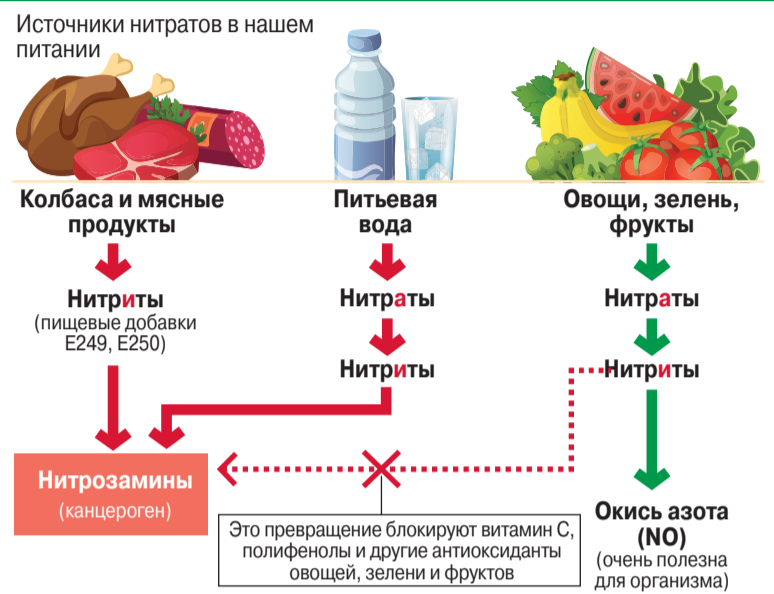 Источники нитратов в нашем
питании
Колбаса и мясные
продукты
Питьевая
вода
Овощи, зелень,
фрукты
Нитриты
(пищевые добавки
Е249, Е250)
Нитраты
Нитраты
Нитриты
Нитриты
Нитрозамины
(канцероген)
Это превращение блокируют витамин С,
полифенолы и другие антиоксиданты
овощей, зелени и фруктов
Окись азота
(NO)
(очень полезна
для организма)